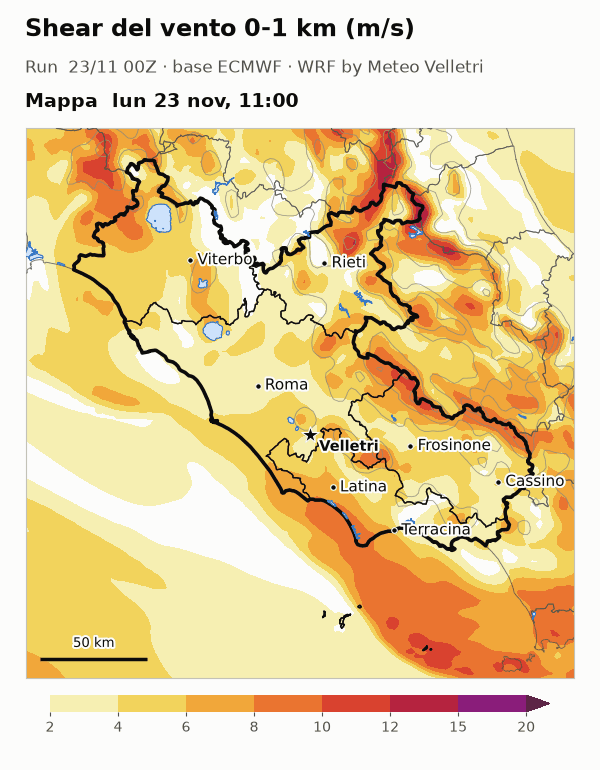 Shear del vento 0-1 km (m/s)
Run  23/11 00Z · base ECMWF · WRF by Meteo Velletri
Mappa  lun 23 nov, 11:00
Viterbo
Rieti
Roma
Velletri
Frosinone
Latina
Cassino
Terracina
50 km
2 4 6 8 10 12 15 20